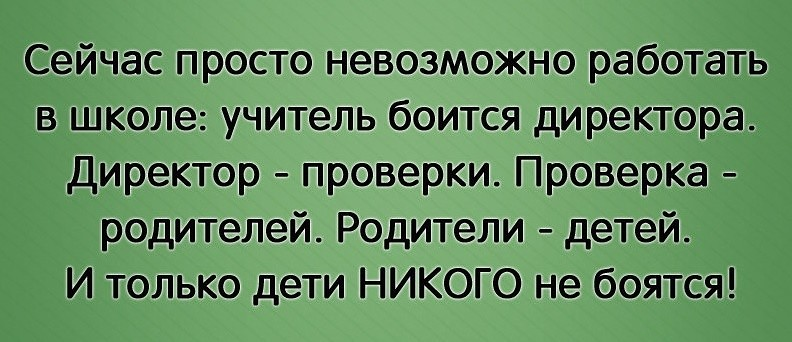 Сейчас просто невозможно работать
в школе: учитель боится директора.
Директор - проверки. Проверка -
родителей. Родители - детей.
И только дети НИКОГО не боятся!